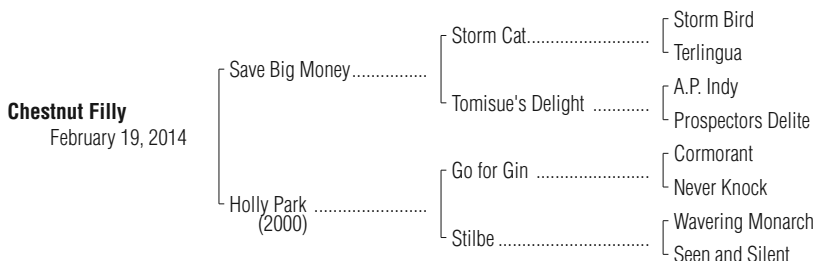 Storm Bird
Storm Cat..............................
Terlingua
Save Big Money..................
A.P. Indy
Tomisue's Delight ..............
Prospectors Delite
Chestnut Filly
February 19, 2014
Cormorant
Go for Gin ............................
Never Knock
Holly Park ...........................
(2000)
Wavering Monarch
Stilbe .....................................
Seen and Silent